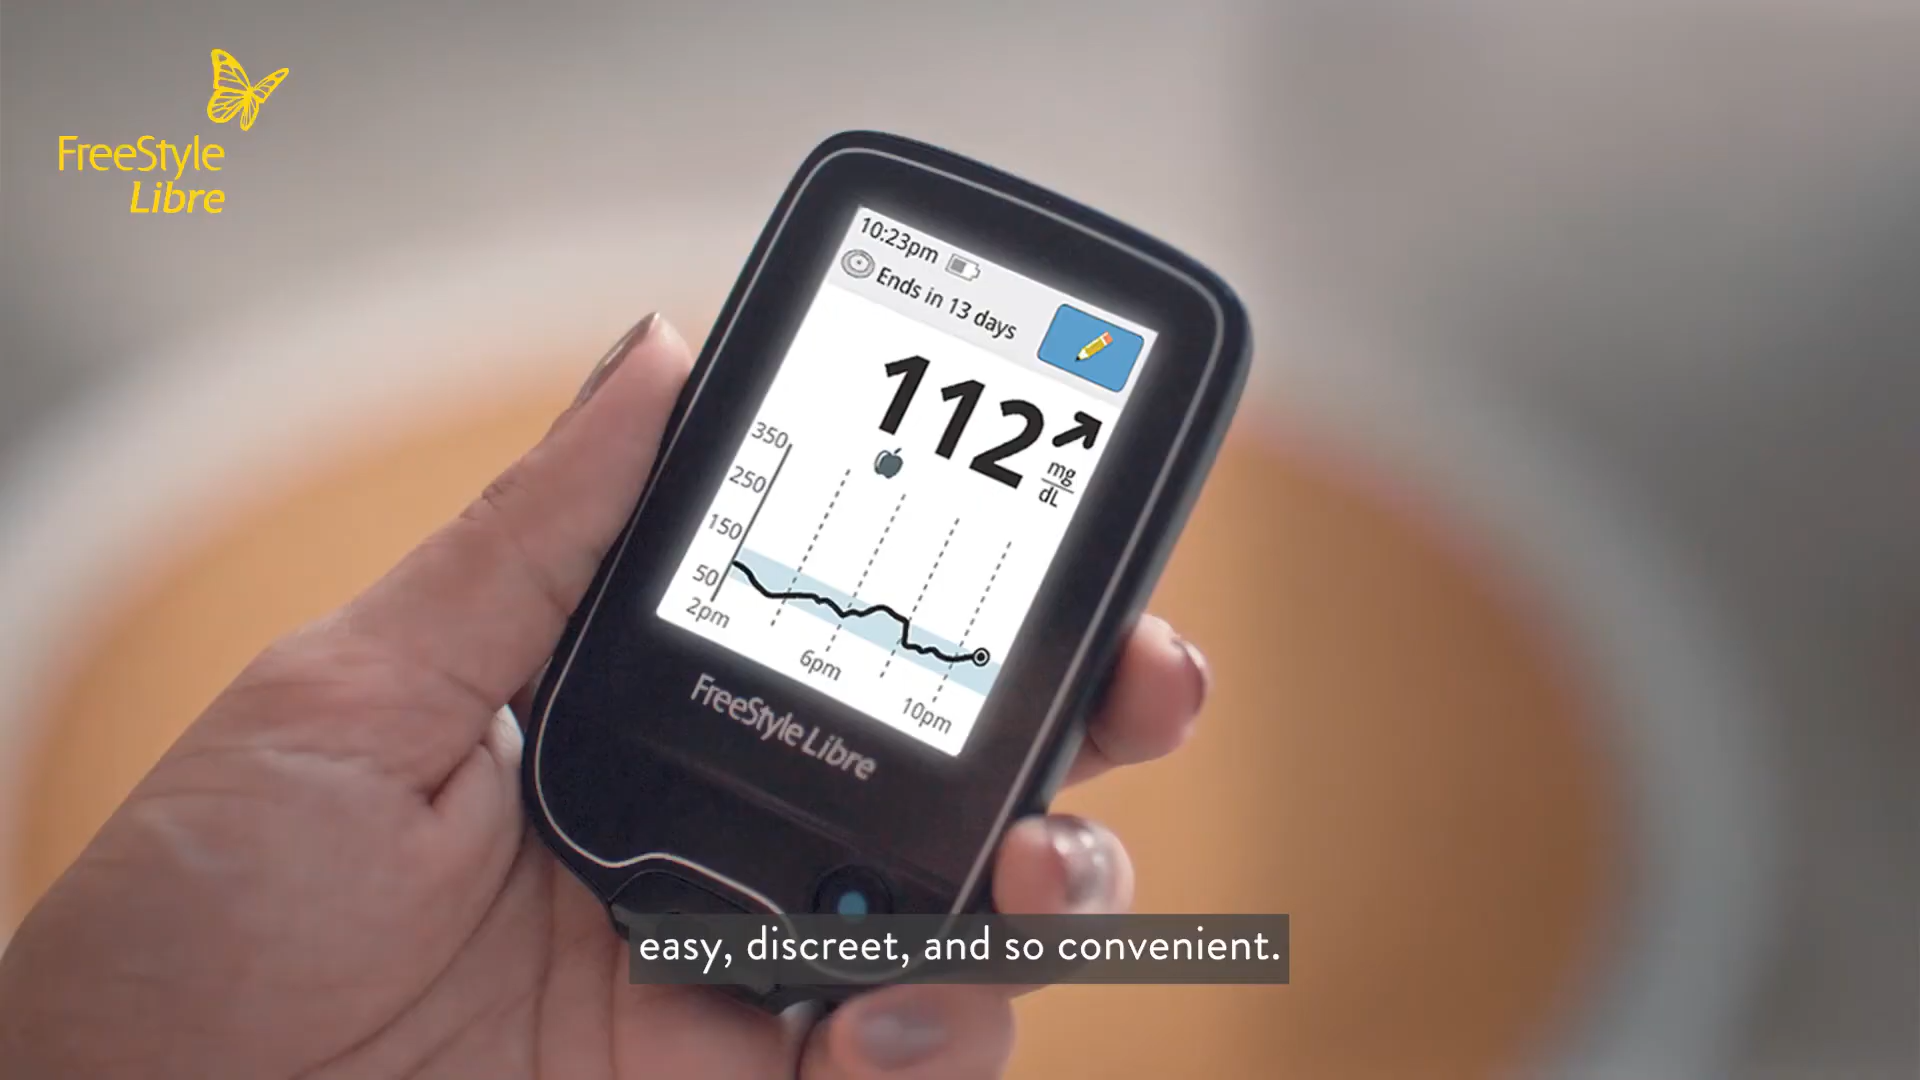 FreeStyle
Libre
10:23pm
Ends in 13 days
112
mg
dL
350
250
150
50
2pm
6pm
10pm
FreeStyle Libre
easy, discreet, and so convenient.